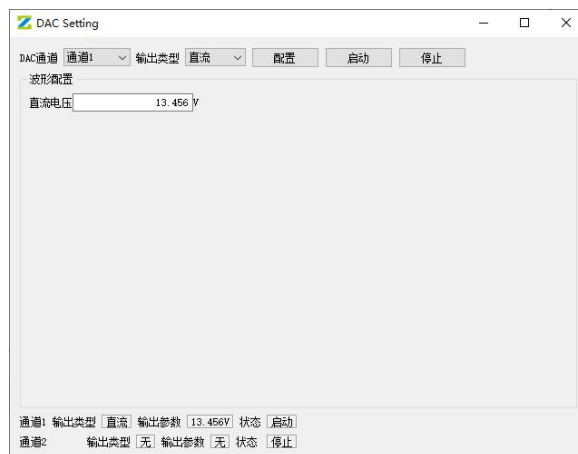 DAC Setting
DAC通道 通道1 输出类型 直流 配置 启动 停止
波形配置
直流电压 13.456 V
通道1 输出类型 直流 输出参数 13.456V 状态 启动
通道2 输出类型 无 输出参数 无 状态 停止